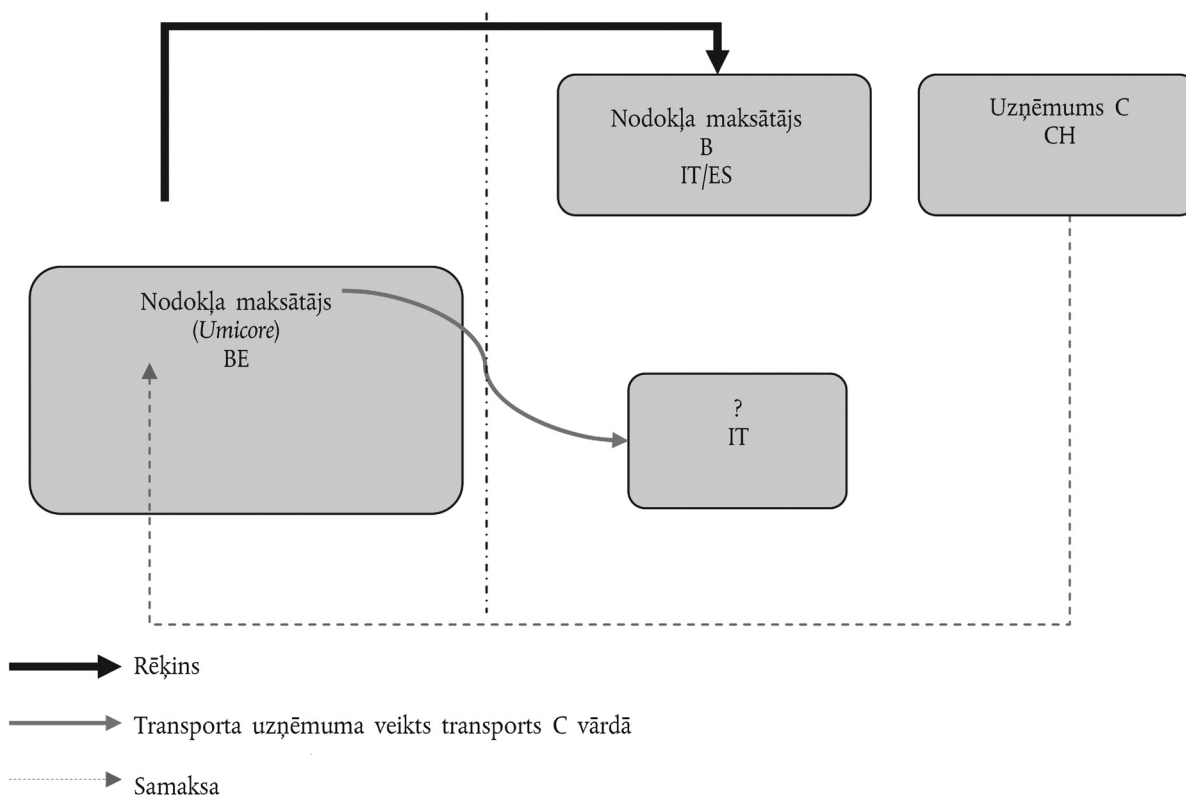 Nodokļa maksātājs
B
IT/ES
Uzņēmums C
CH
Nodokļa maksātājs
(Umicore)
BE
?
IT
Rēķins
Transporta uzņēmuma veikts transports C vārdā
Samaksa